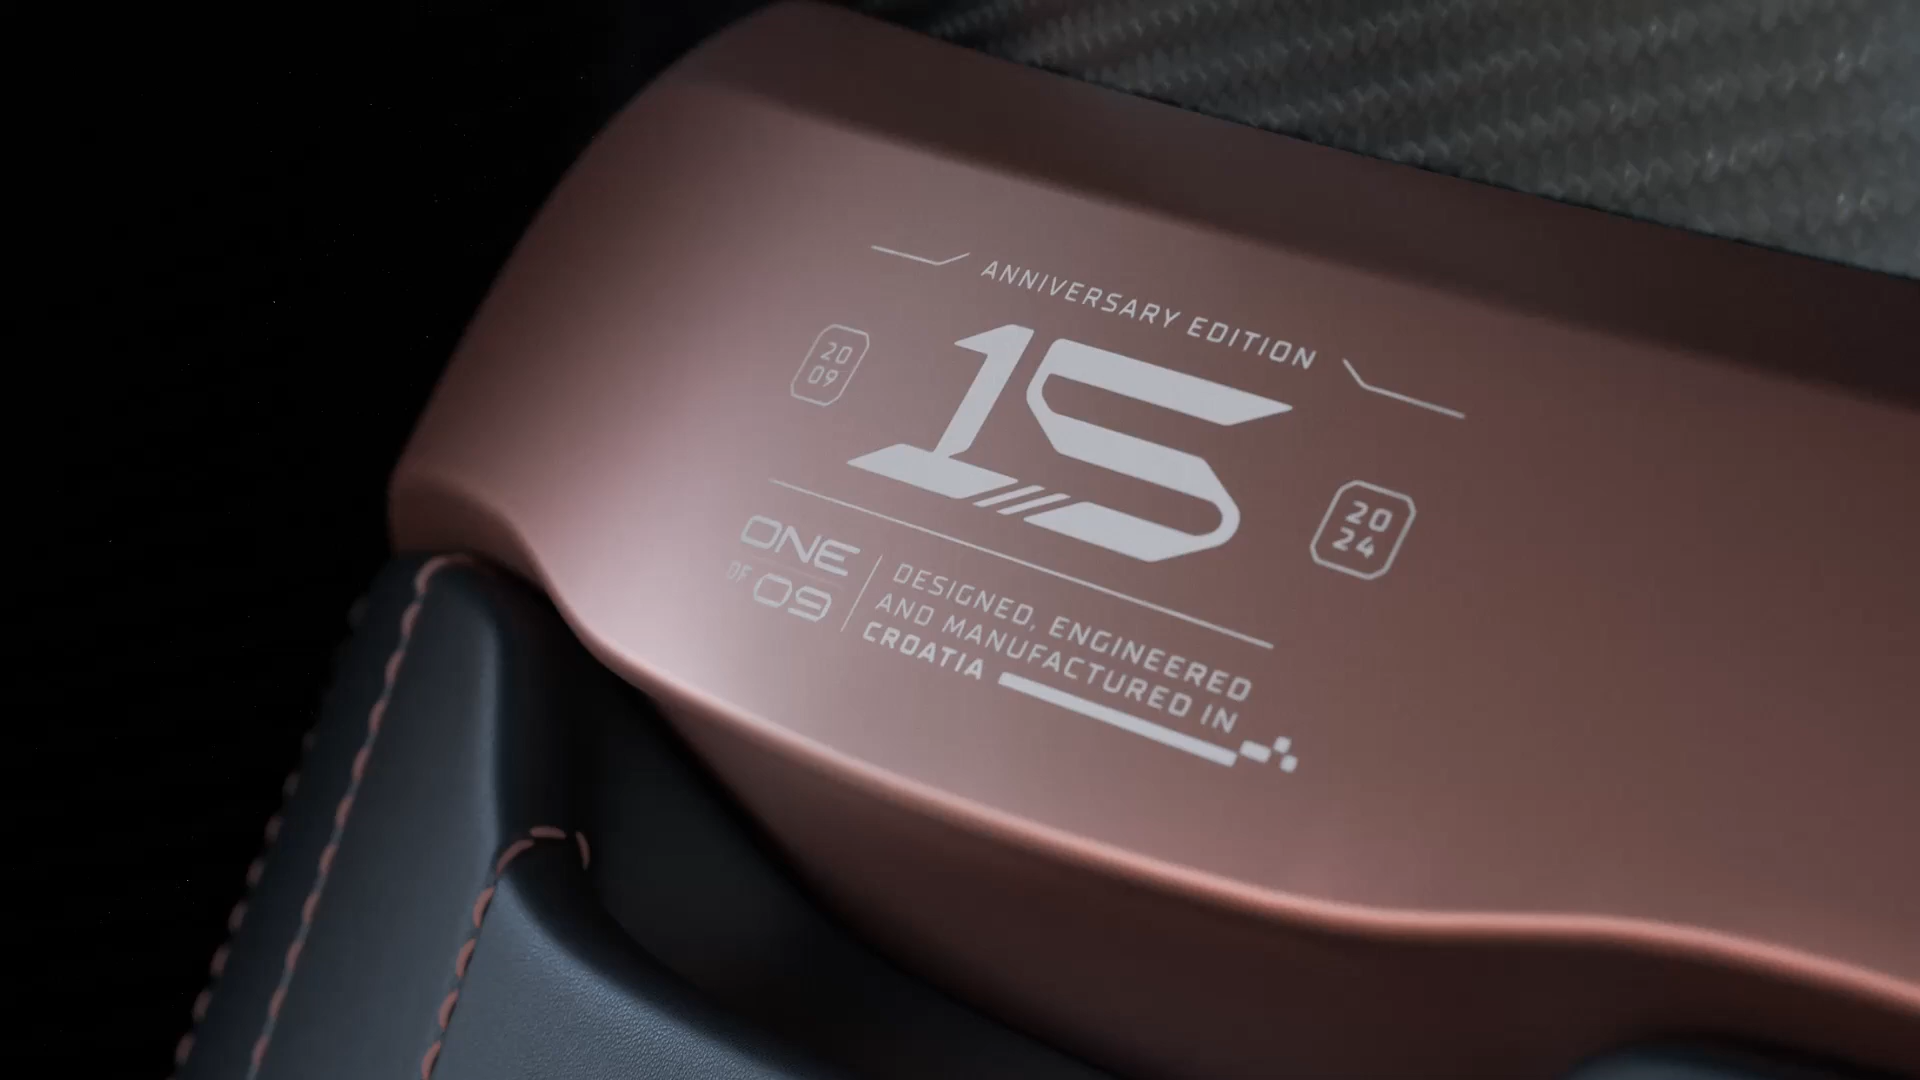 ANNIVERSARY EDITION
20
09
15
20
24
ONE
OF 09
DESIGNED, ENGINEERED
AND MANUFACTURED IN
CROATIA